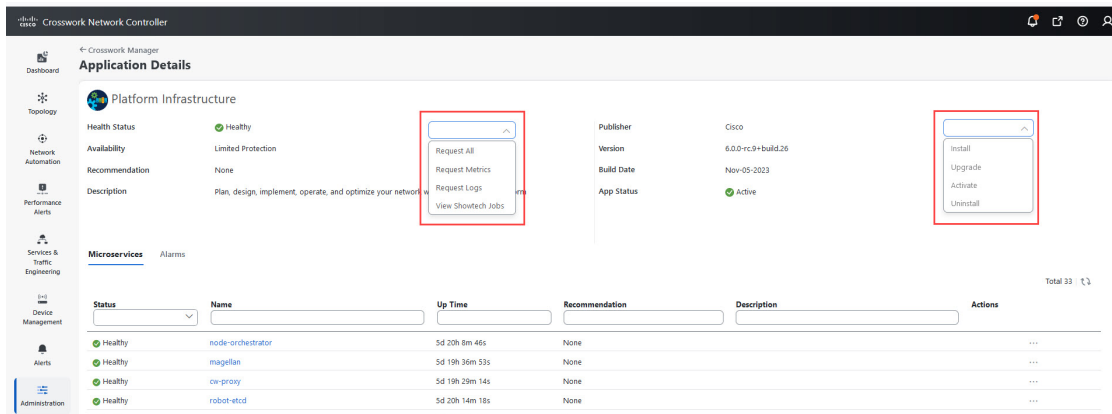 cisco Crosswork Network Controller
← Crosswork Manager
Application Details
Dashboard
Topology
Network
Automation
Performance
Alerts
Services &
Traffic
Engineering
Device
Management
Alerts
Administration
Platform Infrastructure
Health Status Healthy
Availability Limited Protection
Recommendation None
Description Plan, design, implement, operate, and optimize your network
Request All
Request Metrics
Request Logs
View Showtech Jobs
Publisher Cisco
Version 6.0.0-rc.9+build.26
Build Date Nov-05-2023
App Status Active
Install
Upgrade
Activate
Uninstall
Microservices Alarms
Total 33
Status Name Up Time Recommendation Description Actions
Healthy node-orchestrator 5d 20h 8m 46s None ...
Healthy magellan 5d 19h 36m 53s None ...
Healthy cw-proxy 5d 19h 29m 14s None ...
Healthy robot-etcd 5d 20h 14m 18s None ...